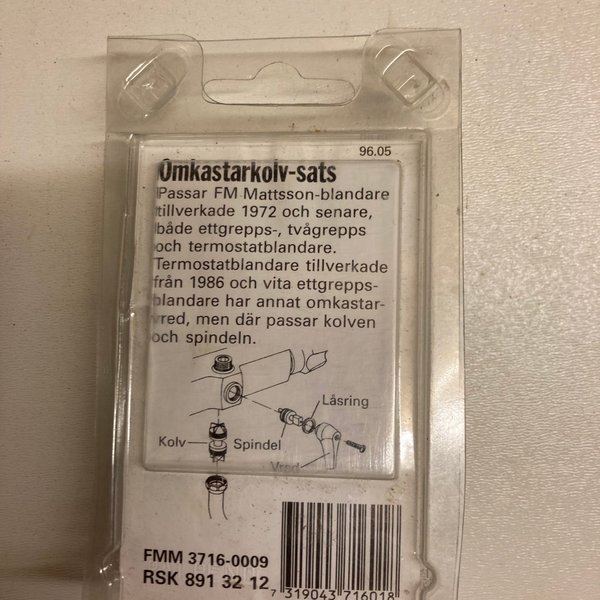 96.05
Omkastarkolv-sats
Passar FM Mattsson-blandare
tillverkade 1972 och senare,
både ettgrepps-, tvågrepps
och termostatblandare.
Termostatblandare tillverkade
från 1986 och vita ettgrepps-
blandare har annat omkastar-
vred, men där passar kolven
och spindeln.
Låsring
Kolv
Spindel
Vred
FMM 3716-0009
RSK 891 32 12
7 319043 716018